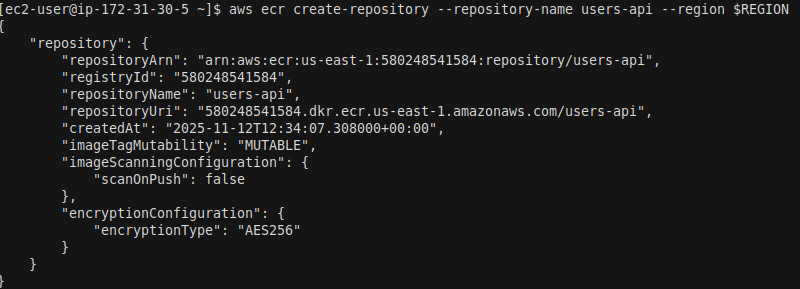 [ec2-user@ip-172-31-30-5 ~]$ aws ecr create-repository --repository-name users-api --region $REGION
{
    "repository": {
        "repositoryArn": "arn:aws:ecr:us-east-1:580248541584:repository/users-api",
        "registryId": "580248541584",
        "repositoryName": "users-api",
        "repositoryUri": "580248541584.dkr.ecr.us-east-1.amazonaws.com/users-api",
        "createdAt": "2025-11-12T12:34:07.308000+00:00",
        "imageTagMutability": "MUTABLE",
        "imageScanningConfiguration": {
            "scanOnPush": false
        },
        "encryptionConfiguration": {
            "encryptionType": "AES256"
        }
    }
}